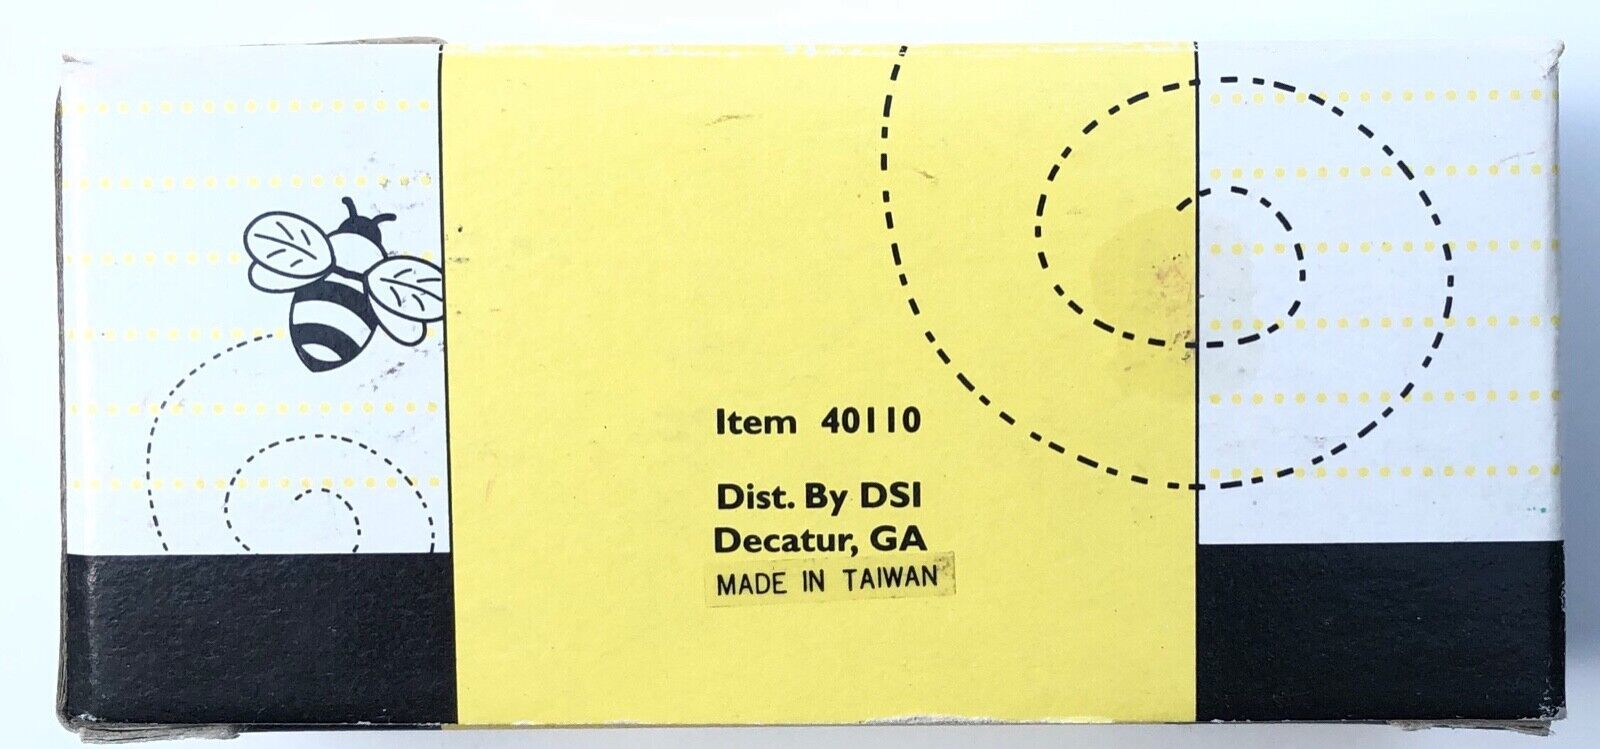 Item 40110
Dist. By DSI
Decatur, GA
MADE IN TAIWAN